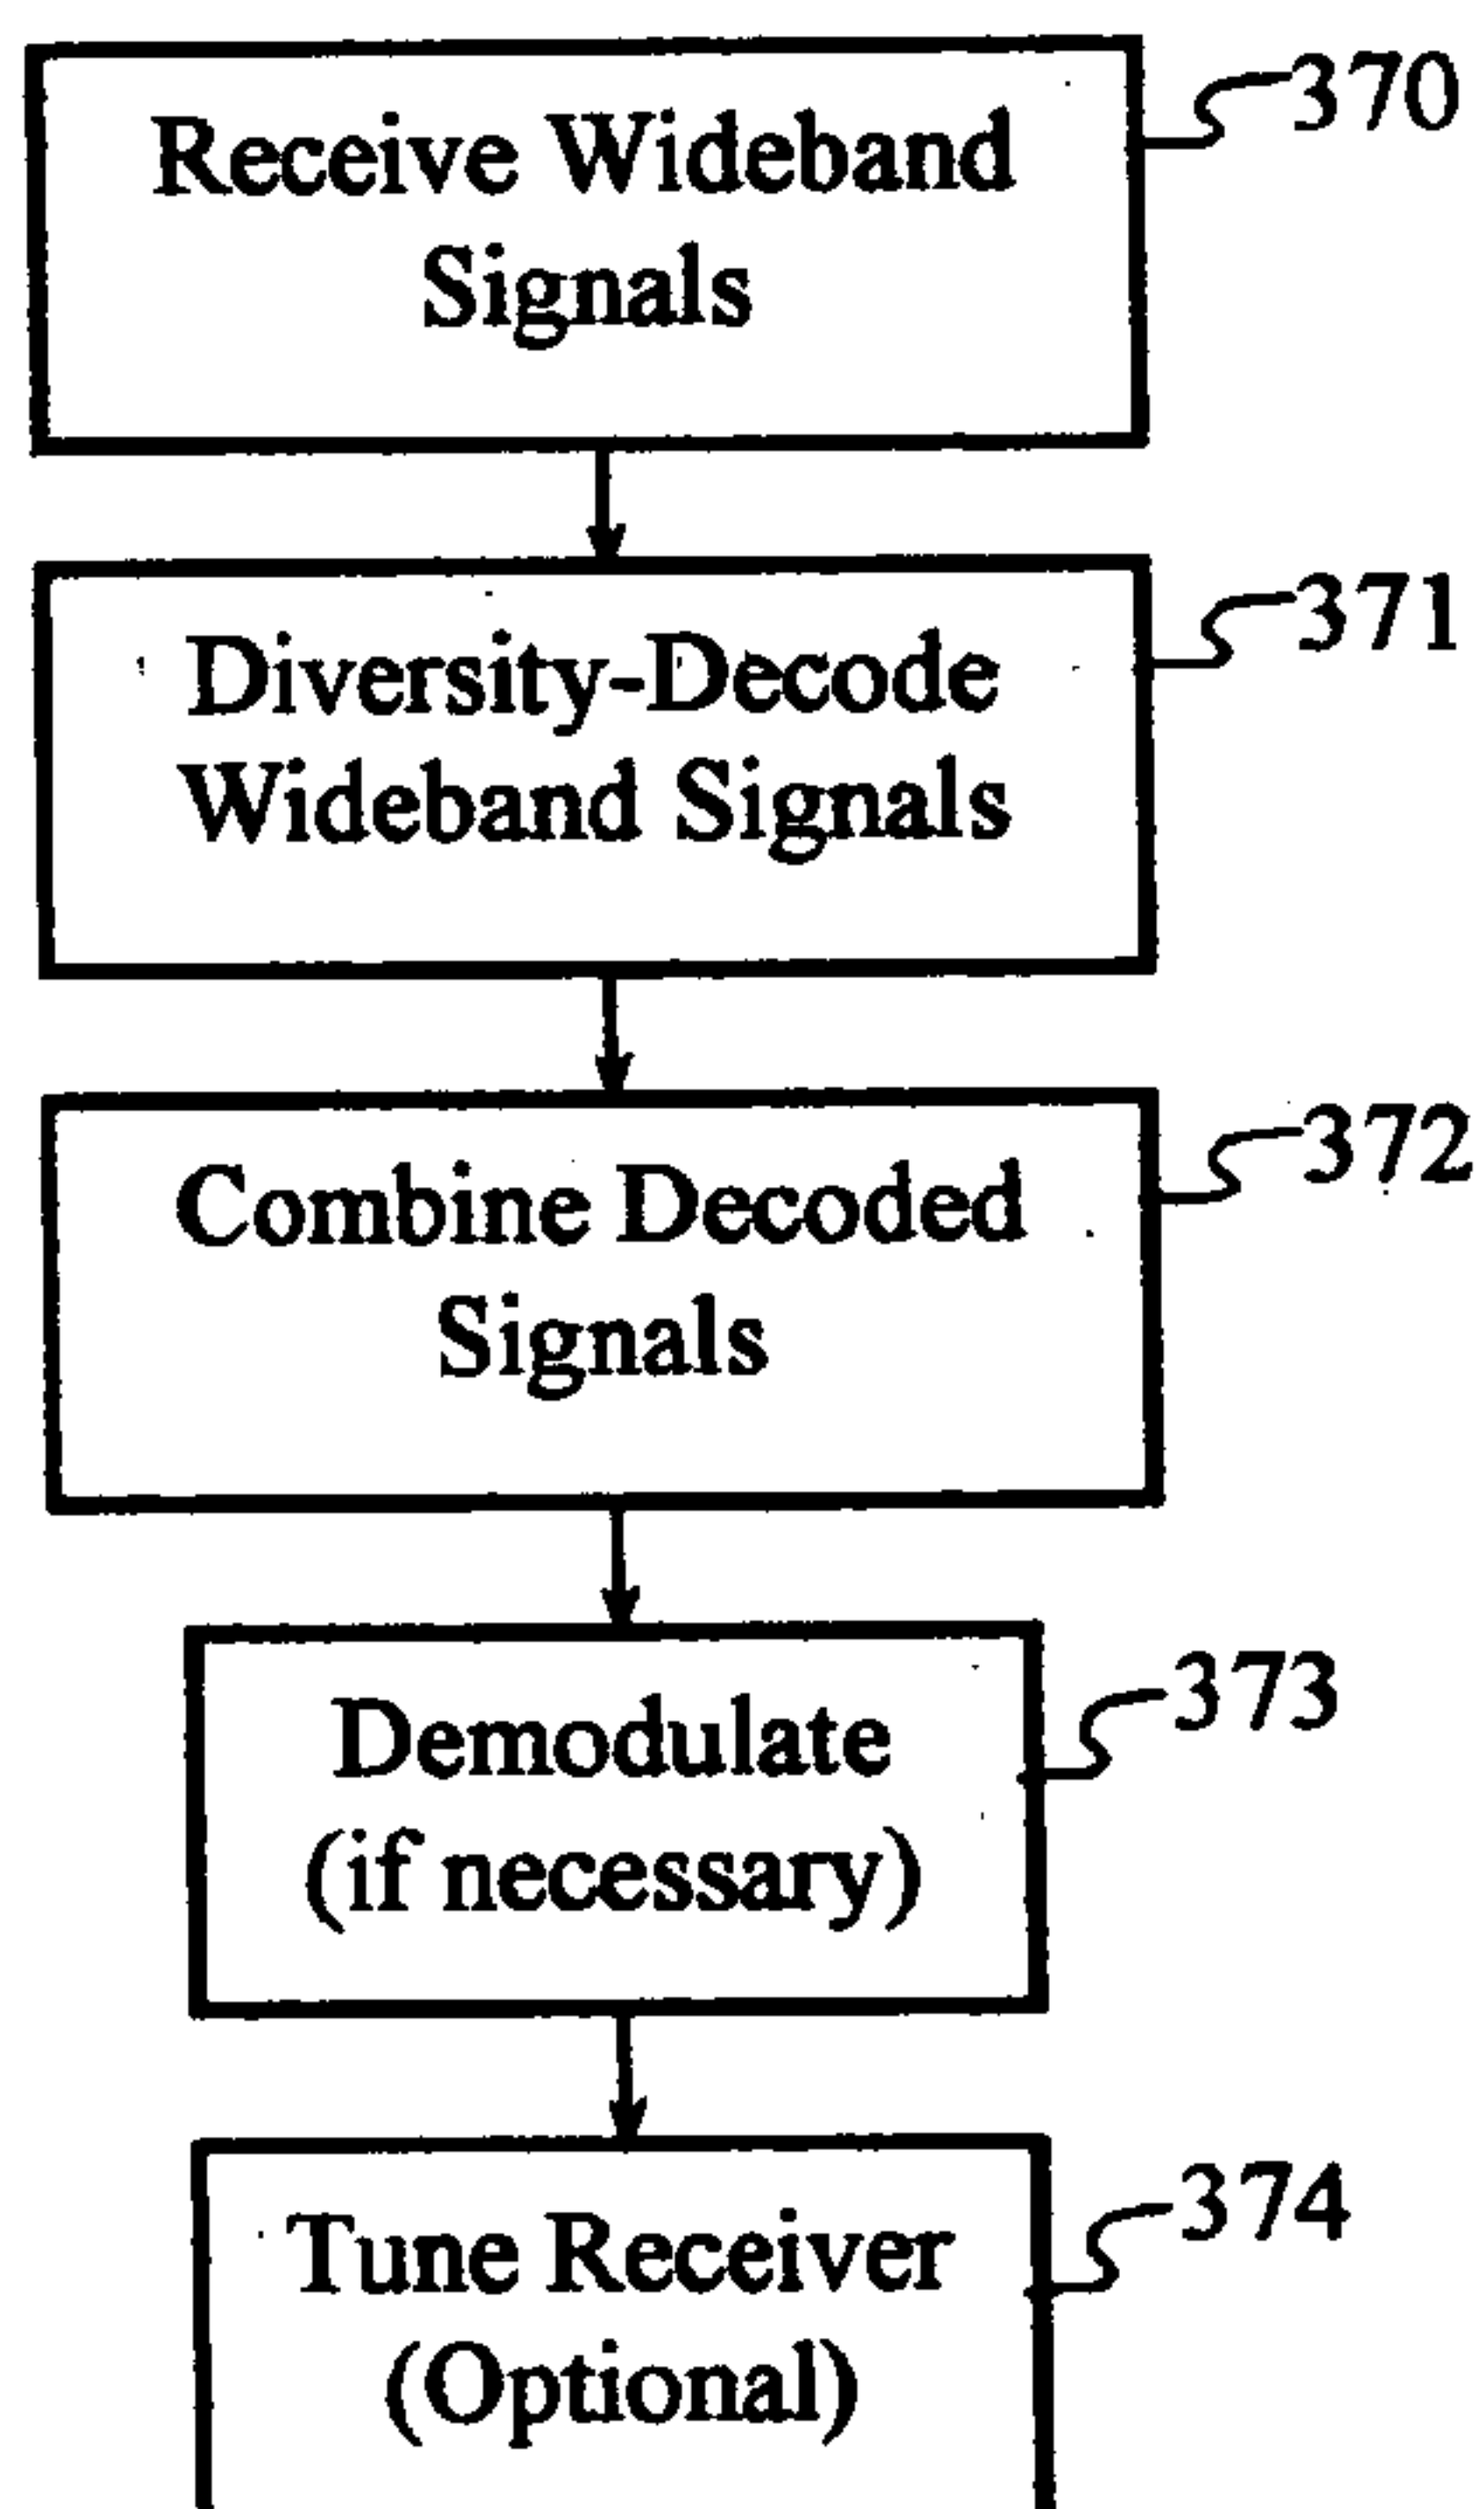 Receive Wideband
Signals
370
Diversity-Decode
Wideband Signals
371
Combine Decoded
Signals
372
Demodulate
(if necessary)
373
Tune Receiver
(Optional)
374